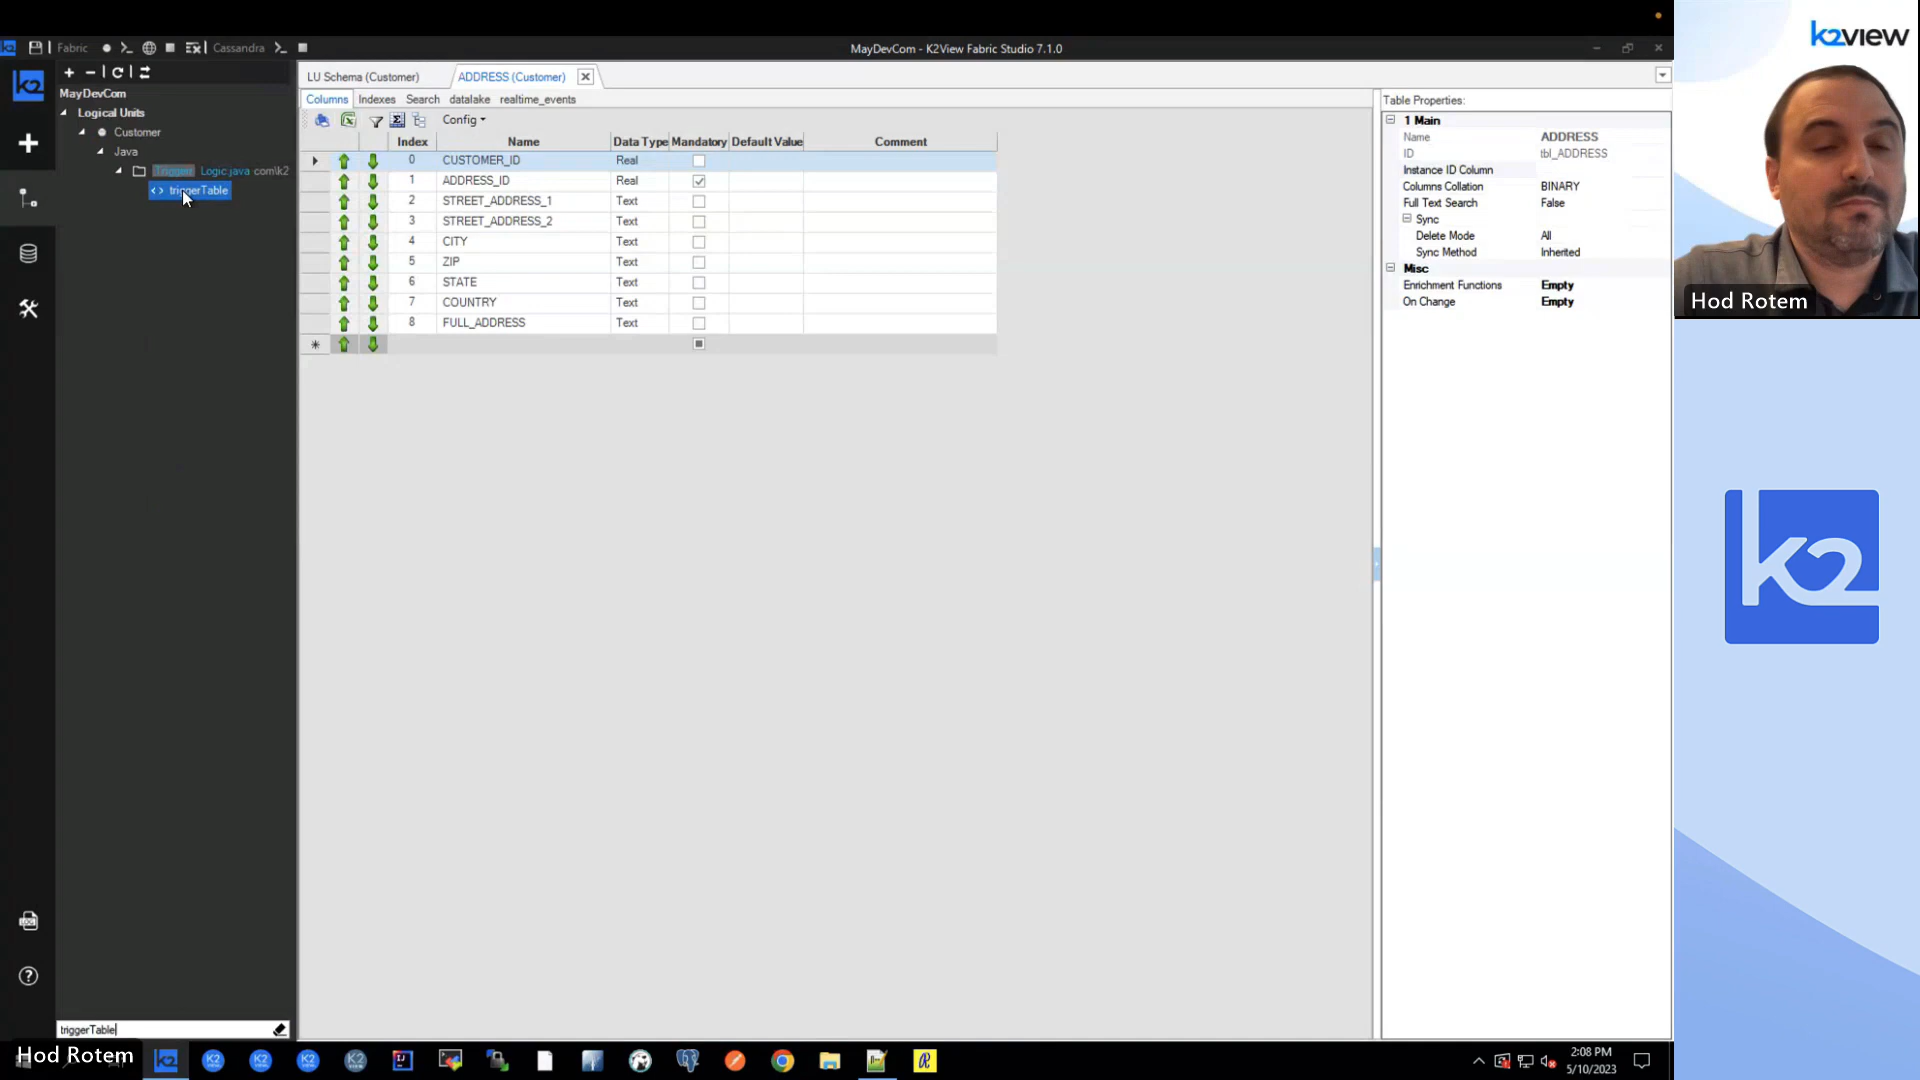 MayDevCom - K2View Fabric Studio 7.1.0
k2view
Fabric
Cassandra
MayDevCom
Logical Units
Customer
Java
Trigger Logic.java com\k2
triggerTable
LU Schema (Customer)
ADDRESS (Customer)
Columns Indexes Search datalake realtime_events
Config
Index Name Data Type Mandatory Default Value Comment
0 CUSTOMER_ID Real
1 ADDRESS_ID Real
2 STREET_ADDRESS_1 Text
3 STREET_ADDRESS_2 Text
4 CITY Text
5 ZIP Text
6 STATE Text
7 COUNTRY Text
8 FULL_ADDRESS Text
Table Properties:
1 Main
Name ADDRESS
ID tbl_ADDRESS
Instance ID Column
Columns Collation BINARY
Full Text Search False
Sync
Delete Mode All
Sync Method Inherited
Misc
Enrichment Functions Empty
On Change Empty
Hod Rotem
K2
triggerTable
Hod Rotem
2:08 PM
5/10/2023